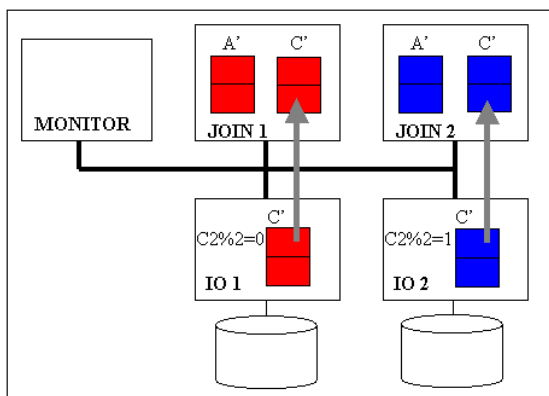 A’ C’
A’ C’
MONITOR
JOIN 1
JOIN 2
C’
C2%2=0
IO 1
C’
C2%2=1
IO 2